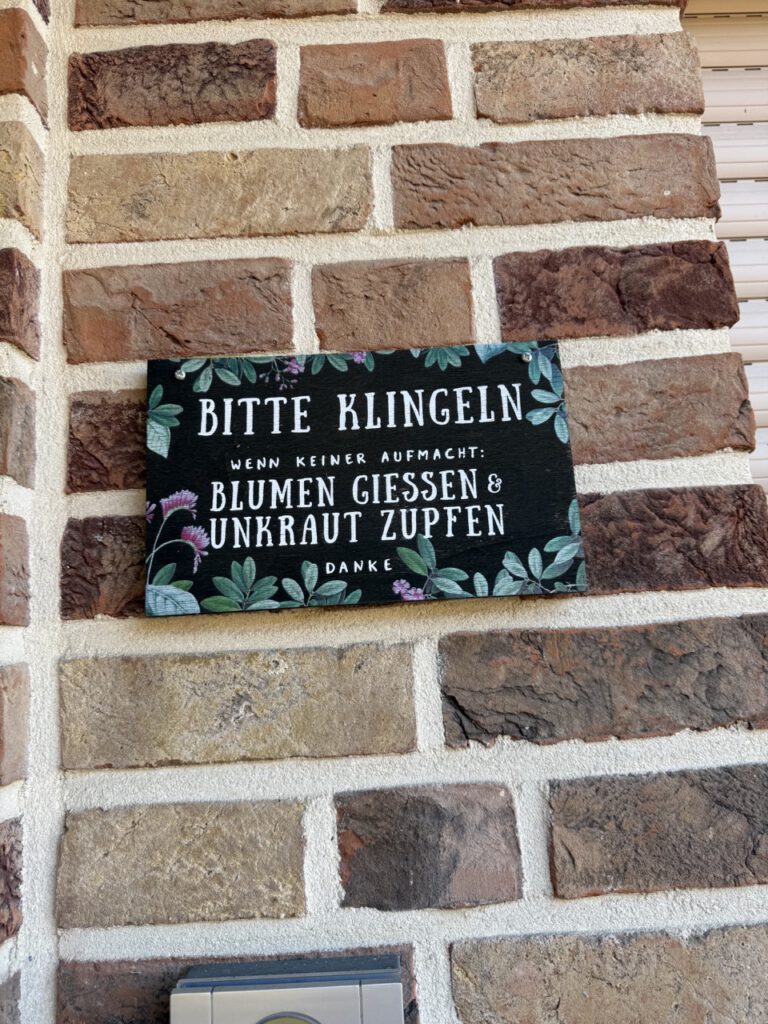 BITTE KLINGELN
WENN KEINER AUFMACHT:
BLUMEN GIESSEN &
UNKRAUT ZUPFEN
DANKE